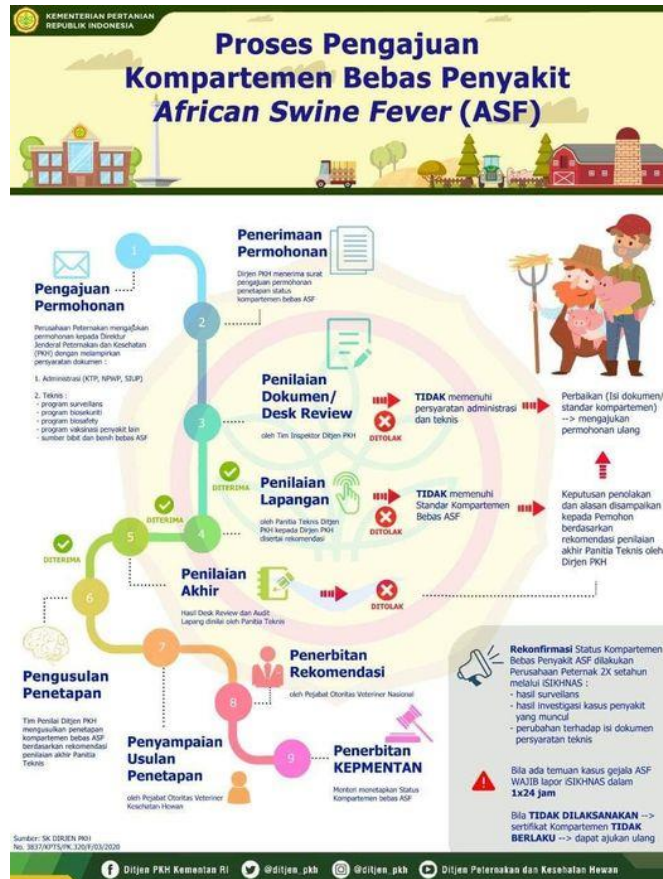 KEMENTERIAN PERTANIAN
REPUBLIK INDONESIA
Proses Pengajuan
Kompartemen Bebas Penyakit
African Swine Fever (ASF)
1
Pengajuan
Permohonan
Perusahaan Peternakan mengajukan
permohonan kepada Direktur
Jenderal Peternakan dan Kesehatan
(PKH) dengan melampirkan
persyaratan dokumen :
1. Administrasi (KTP, NPWP, SIUP)
2. Teknis :
- program surveilans
- program biosekuriti
- program biosafety
- program vaksinasi penyakit lain
- sumber bibit dan benih bebas ASF
2
Penerimaan
Permohonan
Dirjen PKH menerima surat
pengajuan permohonan
penetapan status
kompartemen bebas ASF
3
Penilaian
Dokumen/
Desk Review
oleh Tim Inspektor Ditjen PKH
DITOLAK
TIDAK memenuhi
persyaratan administrasi
dan teknis
Perbaikan (Isi dokumen/
standar kompartemen)
--> mengajukan
permohonan ulang
DITERIMA
4
Penilaian
Lapangan
oleh Panitia Teknis Ditjen
PKH kepada Dirjen PKH
disertai rekomendasi
DITOLAK
TIDAK memenuhi
Standar Kompartemen
Bebas ASF
Keputusan penolakan
dan alasan disampaikan
kepada Pemohon
berdasarkan
rekomendasi penilaian
akhir Panitia Teknis oleh
Dirjen PKH
DITERIMA
5
Penilaian
Akhir
Hasil Desk Review dan Audit
Lapang dinilai oleh Panitia Teknis
DITOLAK
DITERIMA
6
Pengusulan
Penetapan
Tim Penilai Ditjen PKH
mengusulkan penetapan
kompartemen bebas ASF
berdasarkan rekomendasi
penilaian akhir Panitia
Teknis
7
Penyampaian
Usulan
Penetapan
oleh Pejabat Otoritas Veteriner
Kesehatan Hewan
8
Penerbitan
Rekomendasi
oleh Pejabat Otoritas Veteriner Nasional
9
Penerbitan
KEPMENTAN
Menteri menetapkan Status
Kompartemen bebas ASF
Rekonfirmasi Status Kompartemen
Bebas Penyakit ASF dilakukan
Perusahaan Peternak 2X setahun
melalui iSIKHNAS :
- hasil surveilans
- hasil investigasi kasus penyakit
yang muncul
- perubahan terhadap isi dokumen
persyaratan teknis
Bila ada temuan kasus gejala ASF
WAJIB lapor iSIKHNAS dalam
1x24 jam
Bila TIDAK DILAKSANAKAN -->
sertifikat Kompartemen TIDAK
BERLAKU --> dapat ajukan ulang
Sumber: SK DIRJEN PKH
No. 3837/KPTS/PK.320/F/03/2020
Ditjen PKH Kementan RI
@ditjen_pkh
@ditjen_pkh
Ditjen Peternakan dan Kesehatan Hewan